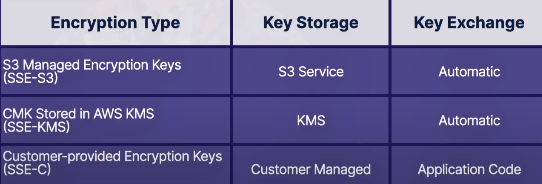 Encryption Type Key Storage Key Exchange
S3 Managed Encryption Keys
(SSE-S3) S3 Service Automatic
CMK Stored in AWS KMS
(SSE-KMS) KMS Automatic
Customer-provided Encryption Keys
(SSE-C) Customer Managed Application Code